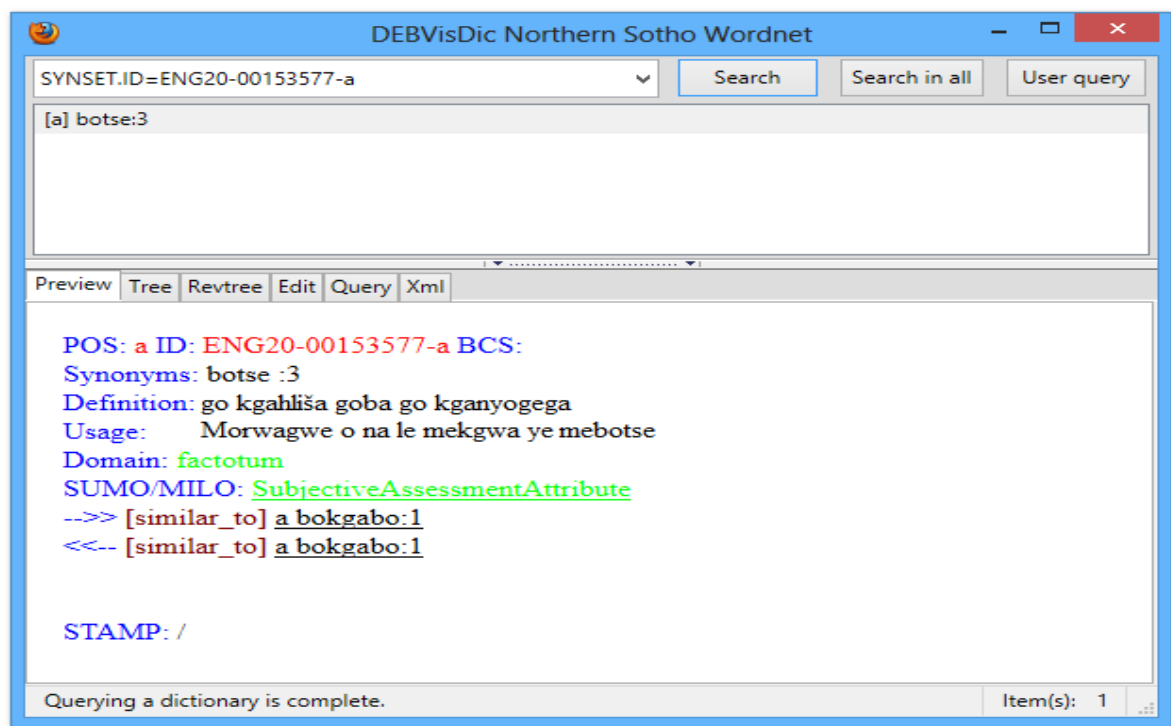 DEBVisDic Northern Sotho Wordnet
SYNSET.ID=ENG20-00153577-a Search Search in all User query
[a] botse:3
Preview Tree Revtree Edit Query Xml
POS: a ID: ENG20-00153577-a BCS:
Synonyms: botse :3
Definition: go kgahliša goba go kganyogega
Usage: Morwagwe o na le mekgwa ye mebotse
Domain: factotum
SUMO/MILO: SubjectiveAssessmentAttribute
-->> [similar_to] a bokgabo:1
<<-- [similar_to] a bokgabo:1
STAMP: /
Querying a dictionary is complete. Item(s): 1